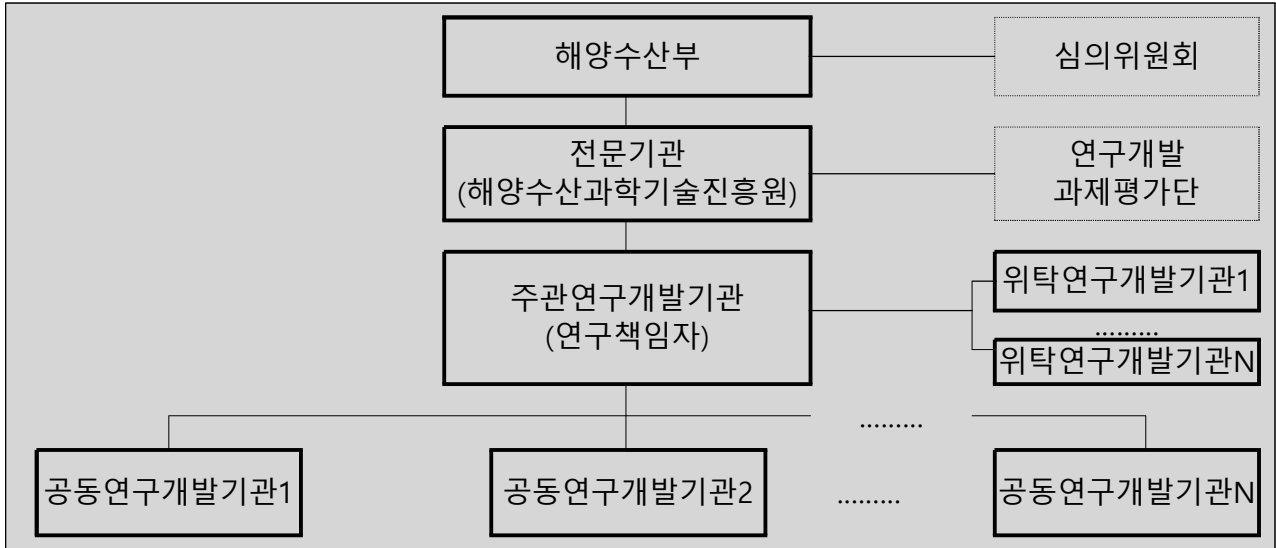 해양수산부
심의위원회
전문기관
(해양수산과학기술진흥원)
연구개발
과제평가단
주관연구개발기관
(연구책임자)
위탁연구개발기관1
.........
위탁연구개발기관N
.........
공동연구개발기관1
공동연구개발기관2
.........
공동연구개발기관N